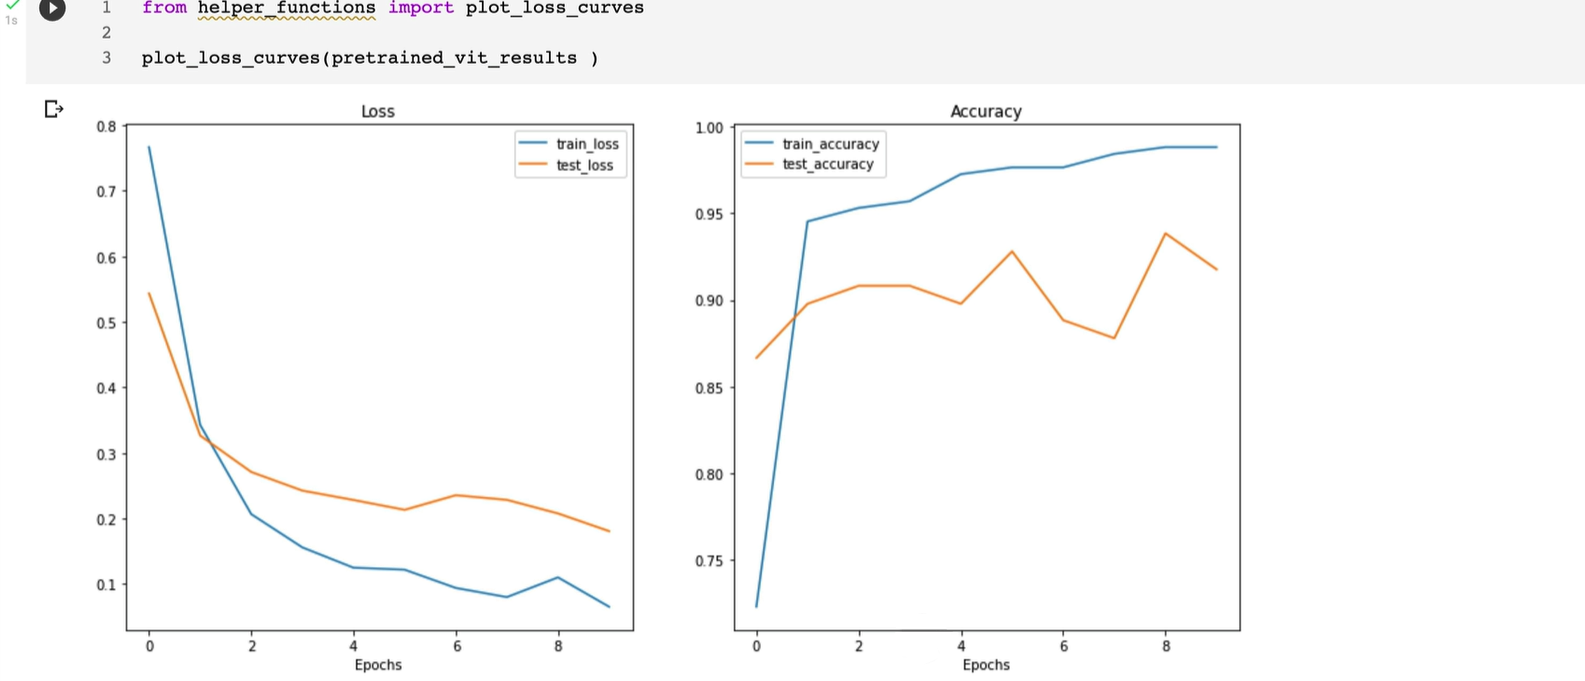 1s
1 from helper_functions import plot_loss_curves
2
3 plot_loss_curves(pretrained_vit_results )
Loss
0.8
0.7
0.6
0.5
0.4
0.3
0.2
0.1
train_loss
test_loss
0 2 4 6 8
Epochs
Accuracy
1.00
0.95
0.90
0.85
0.80
0.75
train_accuracy
test_accuracy
0 2 4 6 8
Epochs